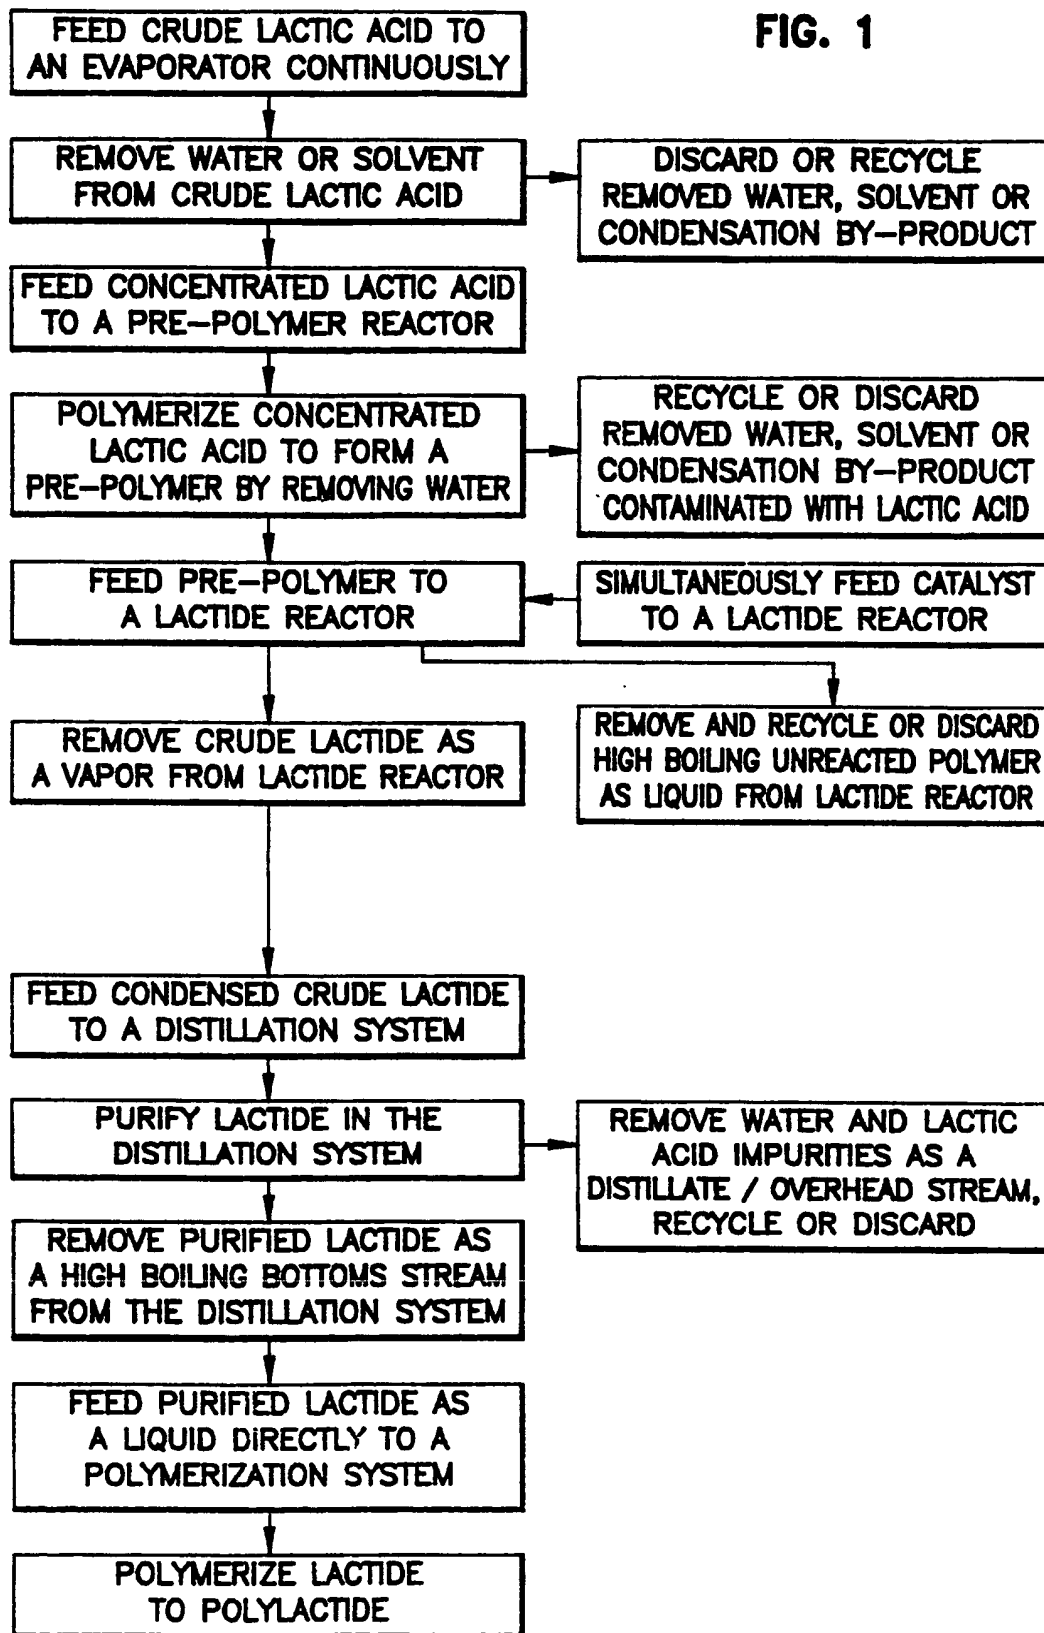 FIG. 1
FEED CRUDE LACTIC ACID TO
AN EVAPORATOR CONTINUOUSLY
REMOVE WATER OR SOLVENT
FROM CRUDE LACTIC ACID
DISCARD OR RECYCLE
REMOVED WATER, SOLVENT OR
CONDENSATION BY-PRODUCT
FEED CONCENTRATED LACTIC ACID
TO A PRE-POLYMER REACTOR
POLYMERIZE CONCENTRATED
LACTIC ACID TO FORM A
PRE-POLYMER BY REMOVING WATER
RECYCLE OR DISCARD
REMOVED WATER, SOLVENT OR
CONDENSATION BY-PRODUCT
CONTAMINATED WITH LACTIC ACID
FEED PRE-POLYMER TO
A LACTIDE REACTOR
SIMULTANEOUSLY FEED CATALYST
TO A LACTIDE REACTOR
REMOVE CRUDE LACTIDE AS
A VAPOR FROM LACTIDE REACTOR
REMOVE AND RECYCLE OR DISCARD
HIGH BOILING UNREACTED POLYMER
AS LIQUID FROM LACTIDE REACTOR
FEED CONDENSED CRUDE LACTIDE
TO A DISTILLATION SYSTEM
PURIFY LACTIDE IN THE
DISTILLATION SYSTEM
REMOVE WATER AND LACTIC
ACID IMPURITIES AS A
DISTILLATE / OVERHEAD STREAM,
RECYCLE OR DISCARD
REMOVE PURIFIED LACTIDE AS
A HIGH BOILING BOTTOMS STREAM
FROM THE DISTILLATION SYSTEM
FEED PURIFIED LACTIDE AS
A LIQUID DIRECTLY TO A
POLYMERIZATION SYSTEM
POLYMERIZE LACTIDE
TO POLYLACTIDE